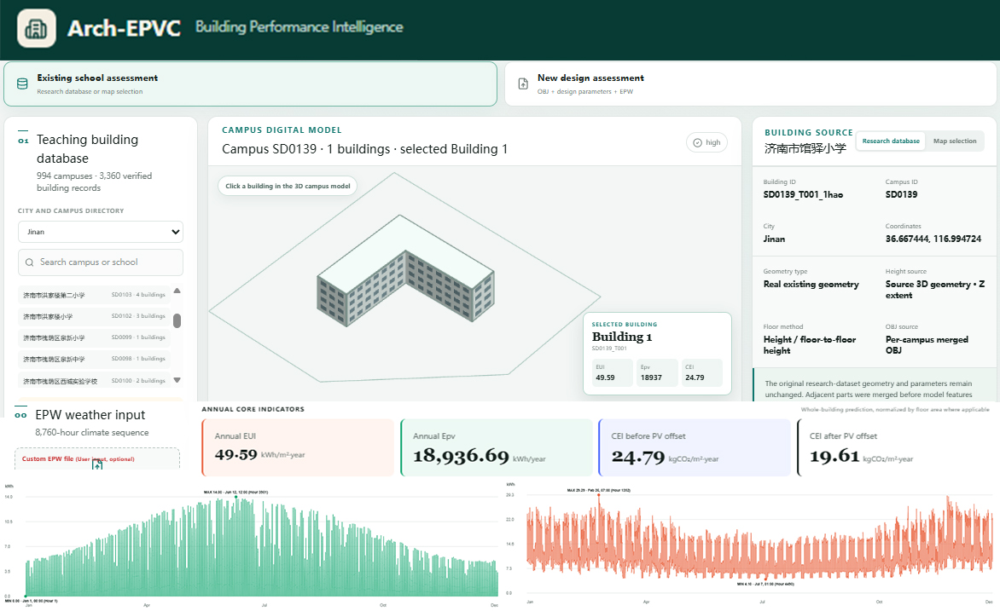 Arch-EPVC Building Performance Intelligence
Existing school assessment
Research database or map selection
New design assessment
OBJ + design parameters + EPW
01 Teaching building
database
994 campuses · 3,360 verified
building records
CITY AND CAMPUS DIRECTORY
Jinan
Search campus or school
济南市洪家楼第二小学 SD0103 · 4 buildings
济南市洪家楼小学 SD0102 · 3 buildings
济南市槐荫区泉新小学 SD0099 · 1 buildings
济南市槐荫区泉新中学 SD0098 · 1 buildings
济南市槐荫区西城实验学校 SD0100 · 2 buildings
00 EPW weather input
8,760-hour climate sequence
Custom EPW file (User input, optional)
CAMPUS DIGITAL MODEL
Campus SD0139 · 1 buildings · selected Building 1
high
Click a building in the 3D campus model
SELECTED BUILDING
Building 1
SD0139_T001
EUI Epv CEI
49.59 18937 24.79
BUILDING SOURCE
济南市馆驿小学
Research database Map selection
Building ID Campus ID
SD0139_T001_1hao SD0139
City Coordinates
Jinan 36.667444, 116.994724
Geometry type Height source
Real existing geometry Source 3D geometry • Z
extent
Floor method OBJ source
Height / floor-to-floor Per-campus merged
height OBJ
The original research-dataset geometry and parameters remain
unchanged. Adjacent parts were merged before model features
ANNUAL CORE INDICATORS
Whole-building prediction, normalized by floor area where applicable
Annual EUI
49.59 kWh/m²·year
Annual Epv
18,936.69 kWh/year
CEI before PV offset
24.79 kgCO₂/m²·year
CEI after PV offset
19.61 kgCO₂/m²·year
kWh
MAX 14.00 · Jun 12, 12:00 (Hour 3901)
14.0
10.5
7.0
3.5
0.0
MIN 0.00 · Jan 1, 00:00 (Hour 1)
Jan Apr Jul Oct Dec
kWh
MAX 29.29 · Feb 26, 07:00 (Hour 1352)
29.3
22.0
14.6
7.3
0.0
MIN 4.10 · Jul 7, 01:00 (Hour 4490)
Jan Apr Jul Oct Dec